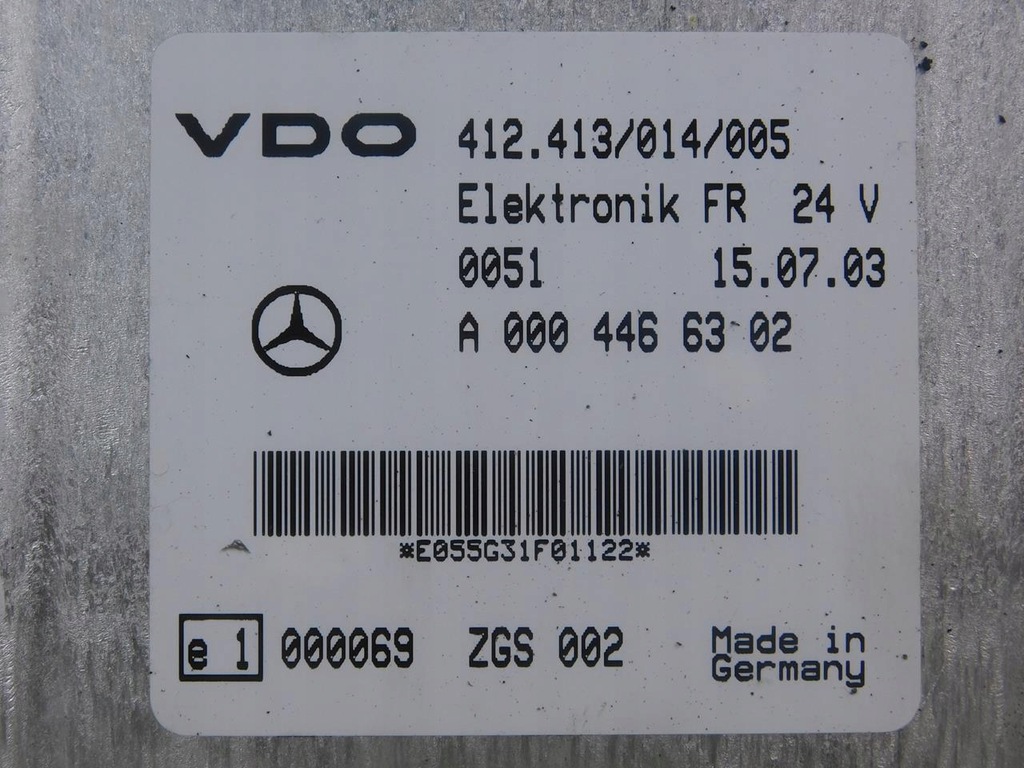 VDO 412.413/014/005
Elektronik FR 24 V
0051 15.07.03
A 000 446 63 02
*E055G31F01122*
e 1 000069 ZGS 002 Made in
Germany